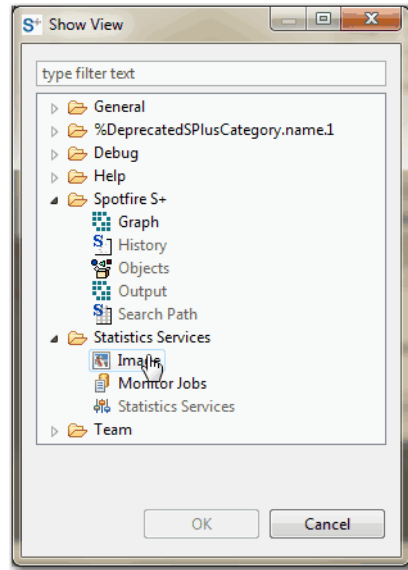 S+ Show View
type filter text
General
%DeprecatedSPlusCategory.name.1
Debug
Help
Spotfire S+
Graph
History
Objects
Output
Search Path
Statistics Services
Image
Monitor Jobs
Statistics Services
Team
OK Cancel